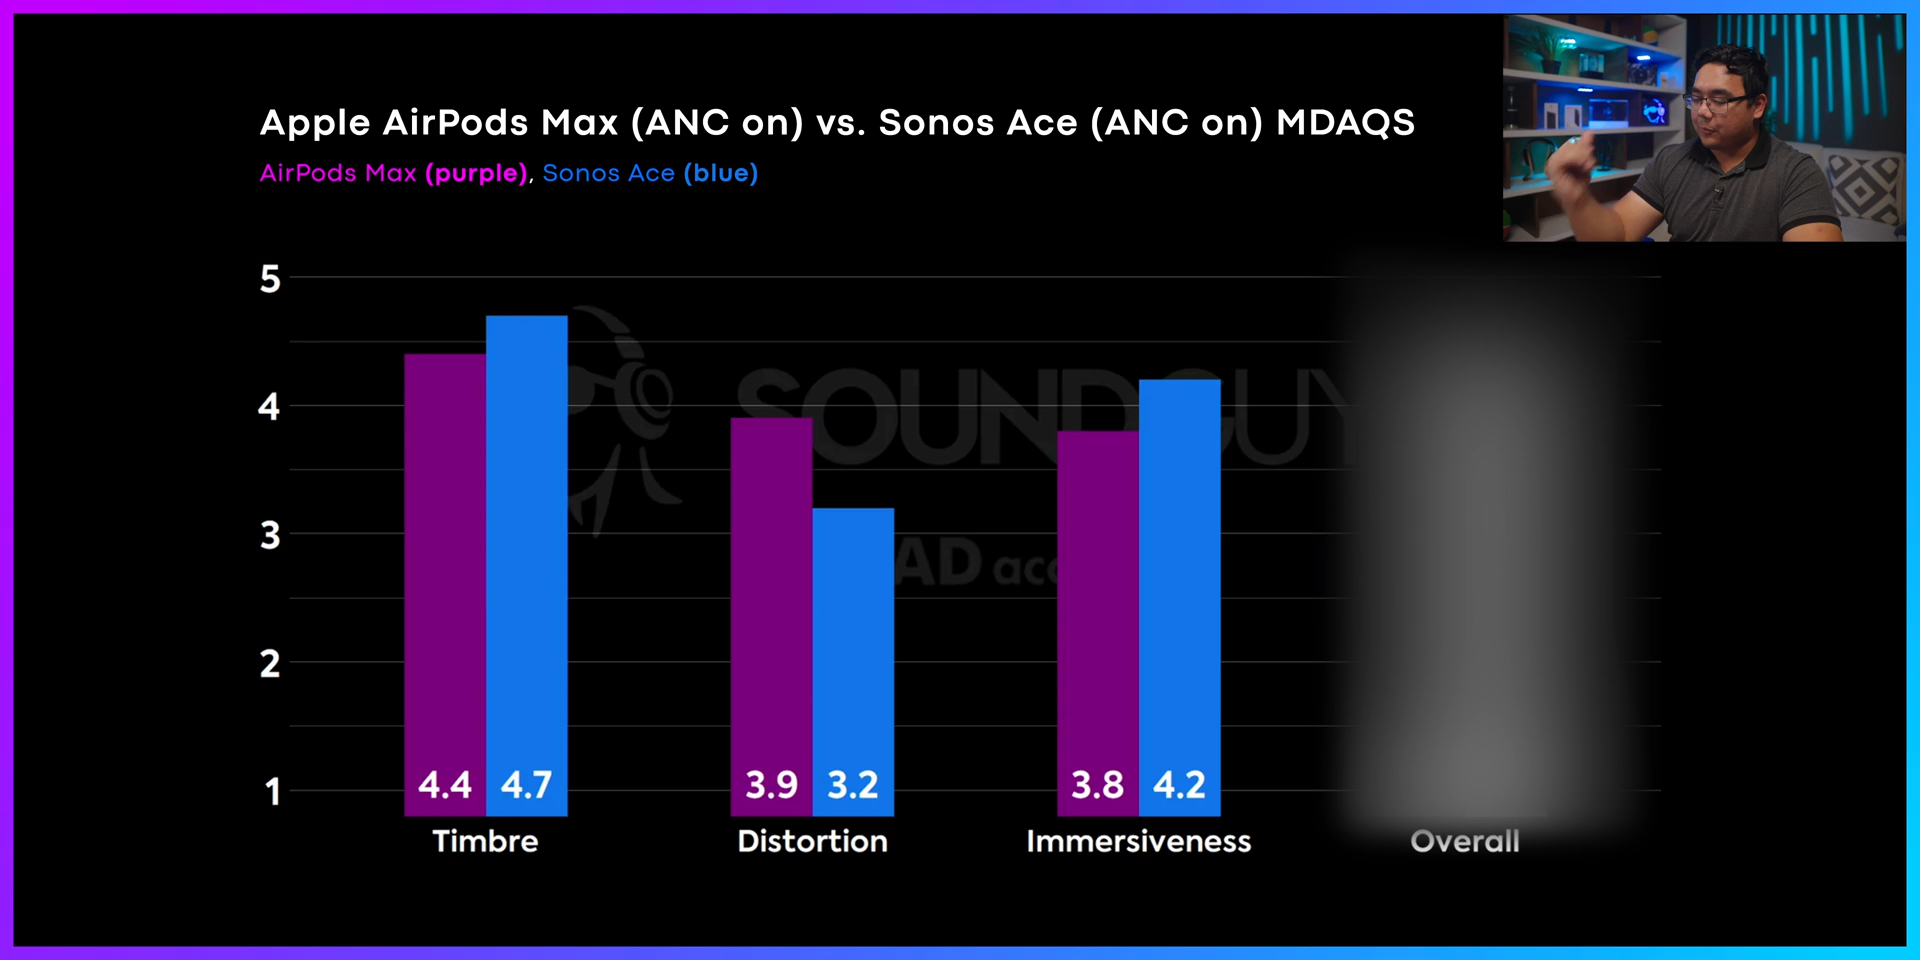 Apple AirPods Max (ANC on) vs. Sonos Ace (ANC on) MDAQS
AirPods Max (purple), Sonos Ace (blue)
5
4
3
2
1
SOUNDGUY
AD
4.4 4.7 3.9 3.2 3.8 4.2
Timbre Distortion Immersiveness Overall